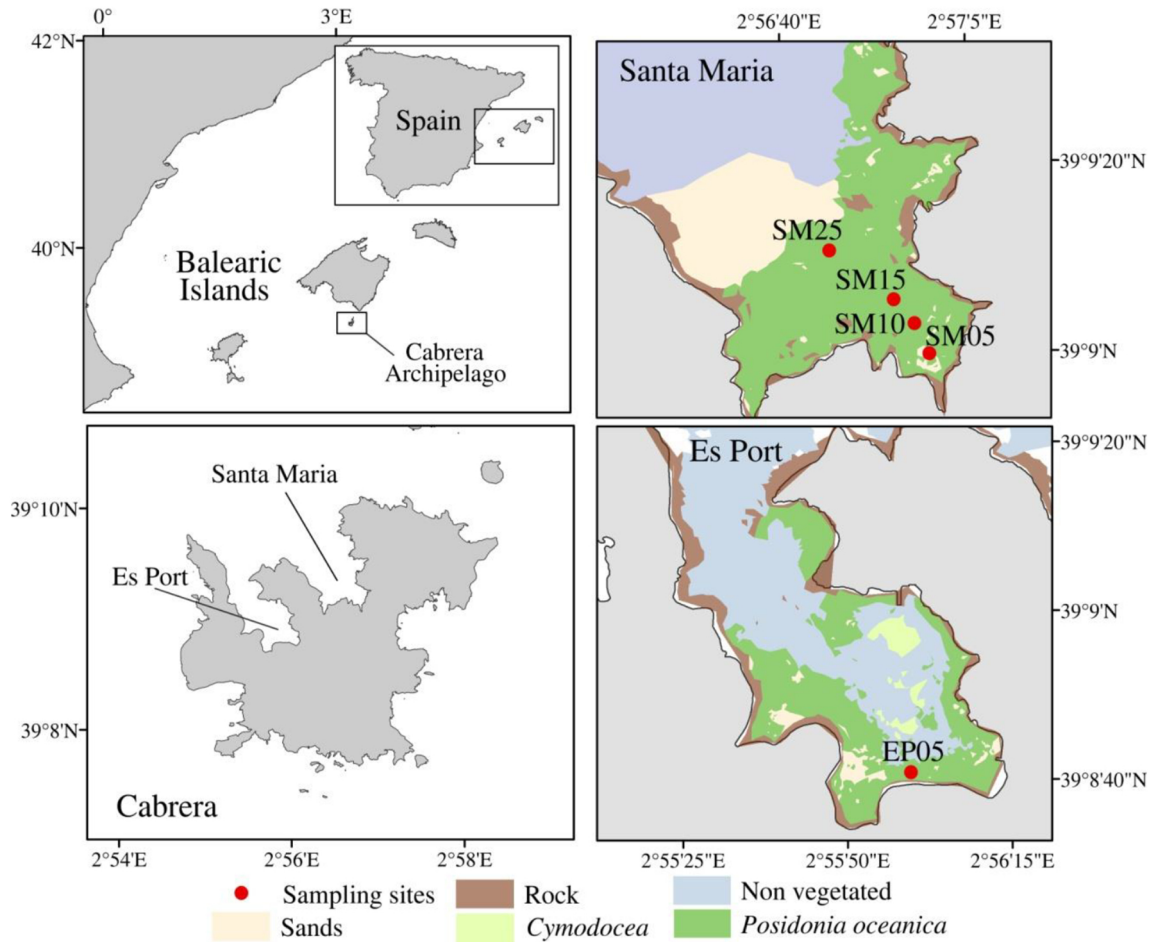 0°
3°E
42°N
40°N
Spain
Balearic
Islands
Cabrera
Archipelago
2°56'40"E
2°57'5"E
Santa Maria
39°9'20"N
39°9'N
SM25
SM15
SM10
SM05
Santa Maria
Es Port
39°10'N
39°8'N
Cabrera
2°54'E
2°56'E
2°58'E
Es Port
39°9'20"N
39°9'N
39°8'40"N
EP05
2°55'25"E
2°55'50"E
2°56'15"E
Sampling sites
Rock
Non vegetated
Sands
Cymodocea
Posidonia oceanica